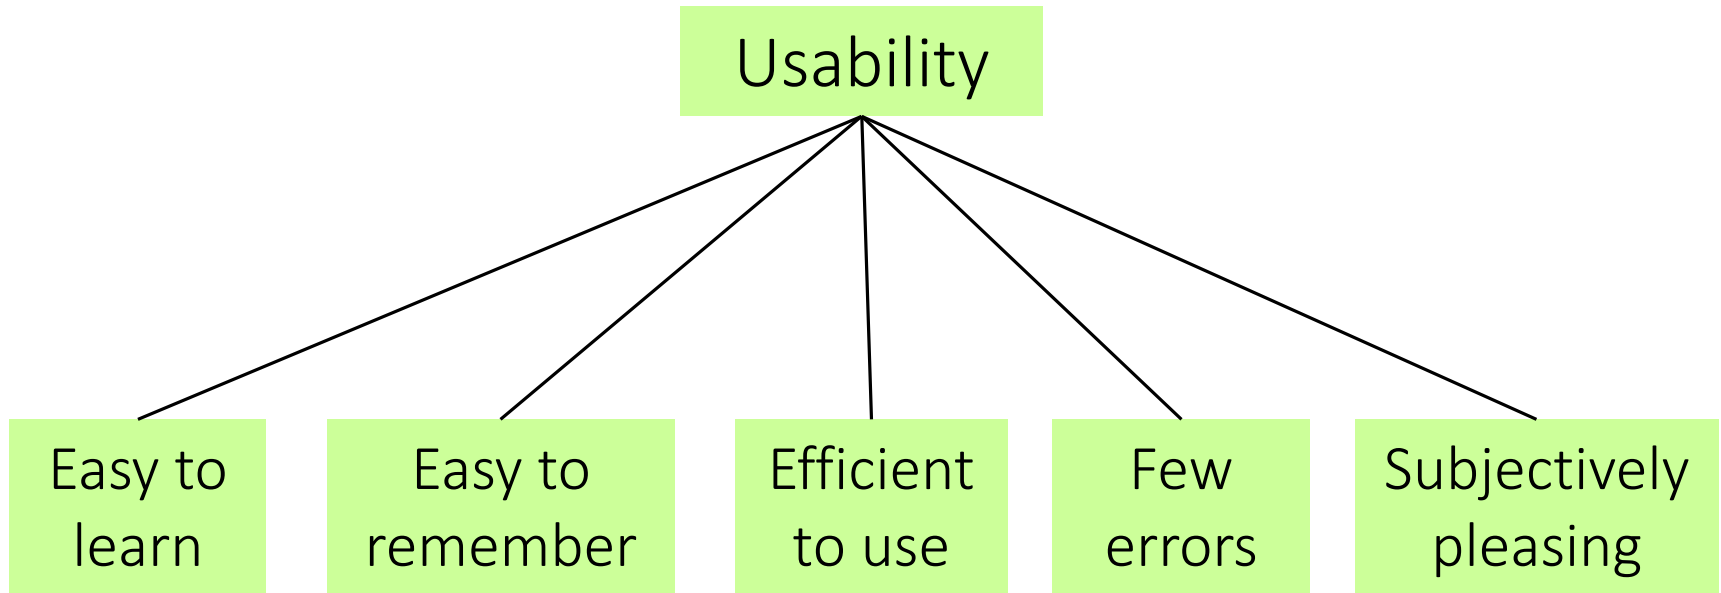 Usability
Easy to
learn
Easy to
remember
Efficient
to use
Few
errors
Subjectively
pleasing